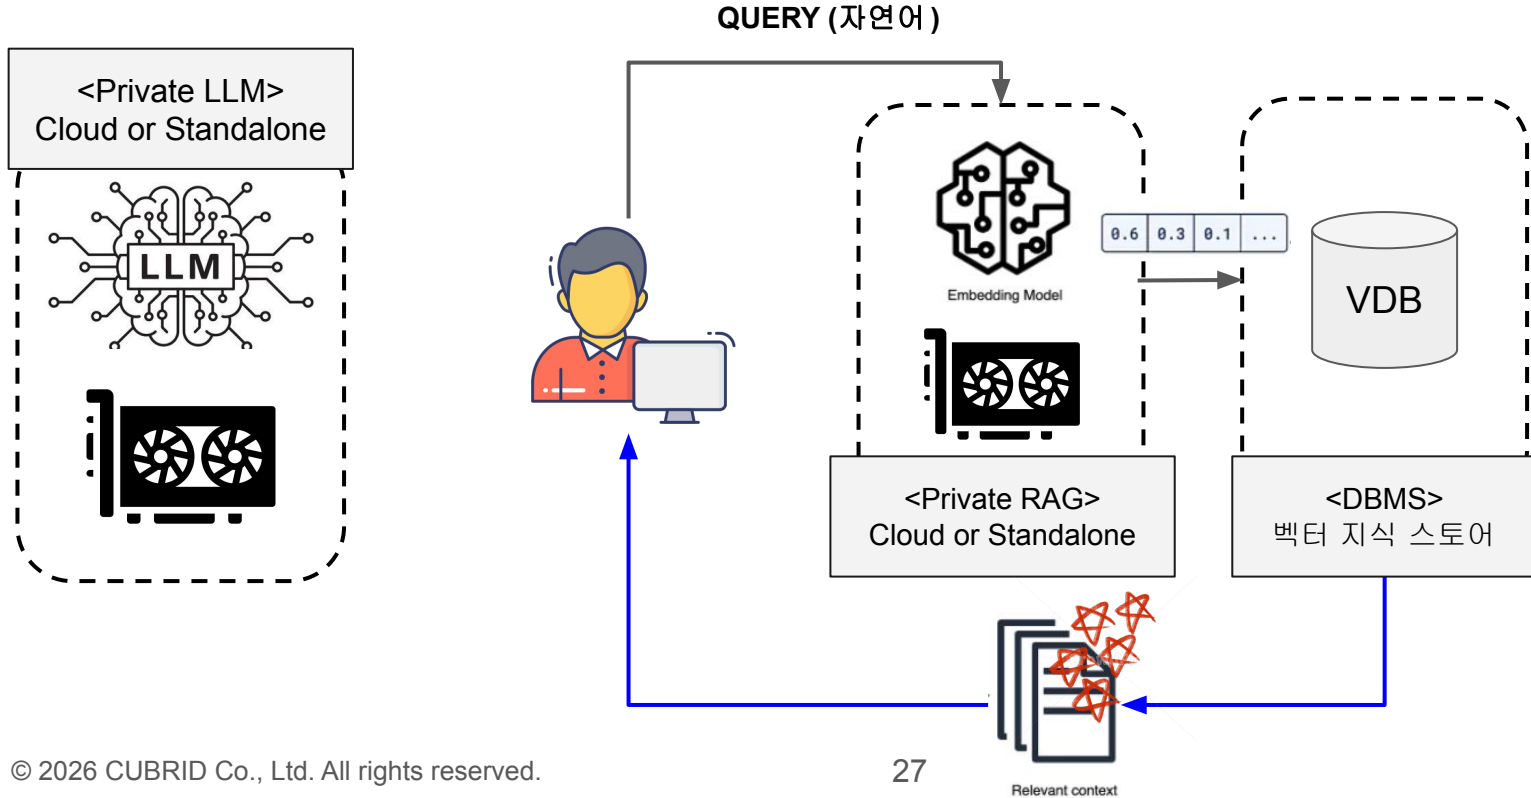 QUERY (자연어)
<Private LLM>
Cloud or Standalone
LLM
Embedding Model
0.6 0.3 0.1 ...
VDB
<Private RAG>
Cloud or Standalone
<DBMS>
벡터 지식 스토어
Relevant context
© 2026 CUBRID Co., Ltd. All rights reserved.
27